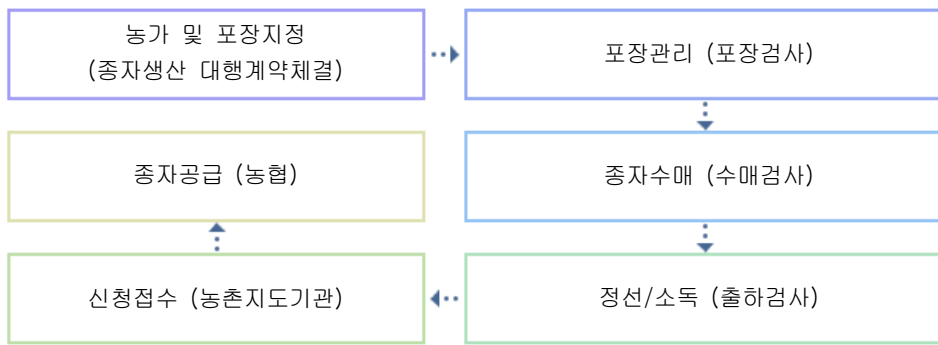 농가 및 포장지정
(종자생산 대행계약체결)
포장관리 (포장검사)
종자수매 (수매검사)
정선/소독 (출하검사)
신청접수 (농촌지도기관)
종자공급 (농협)